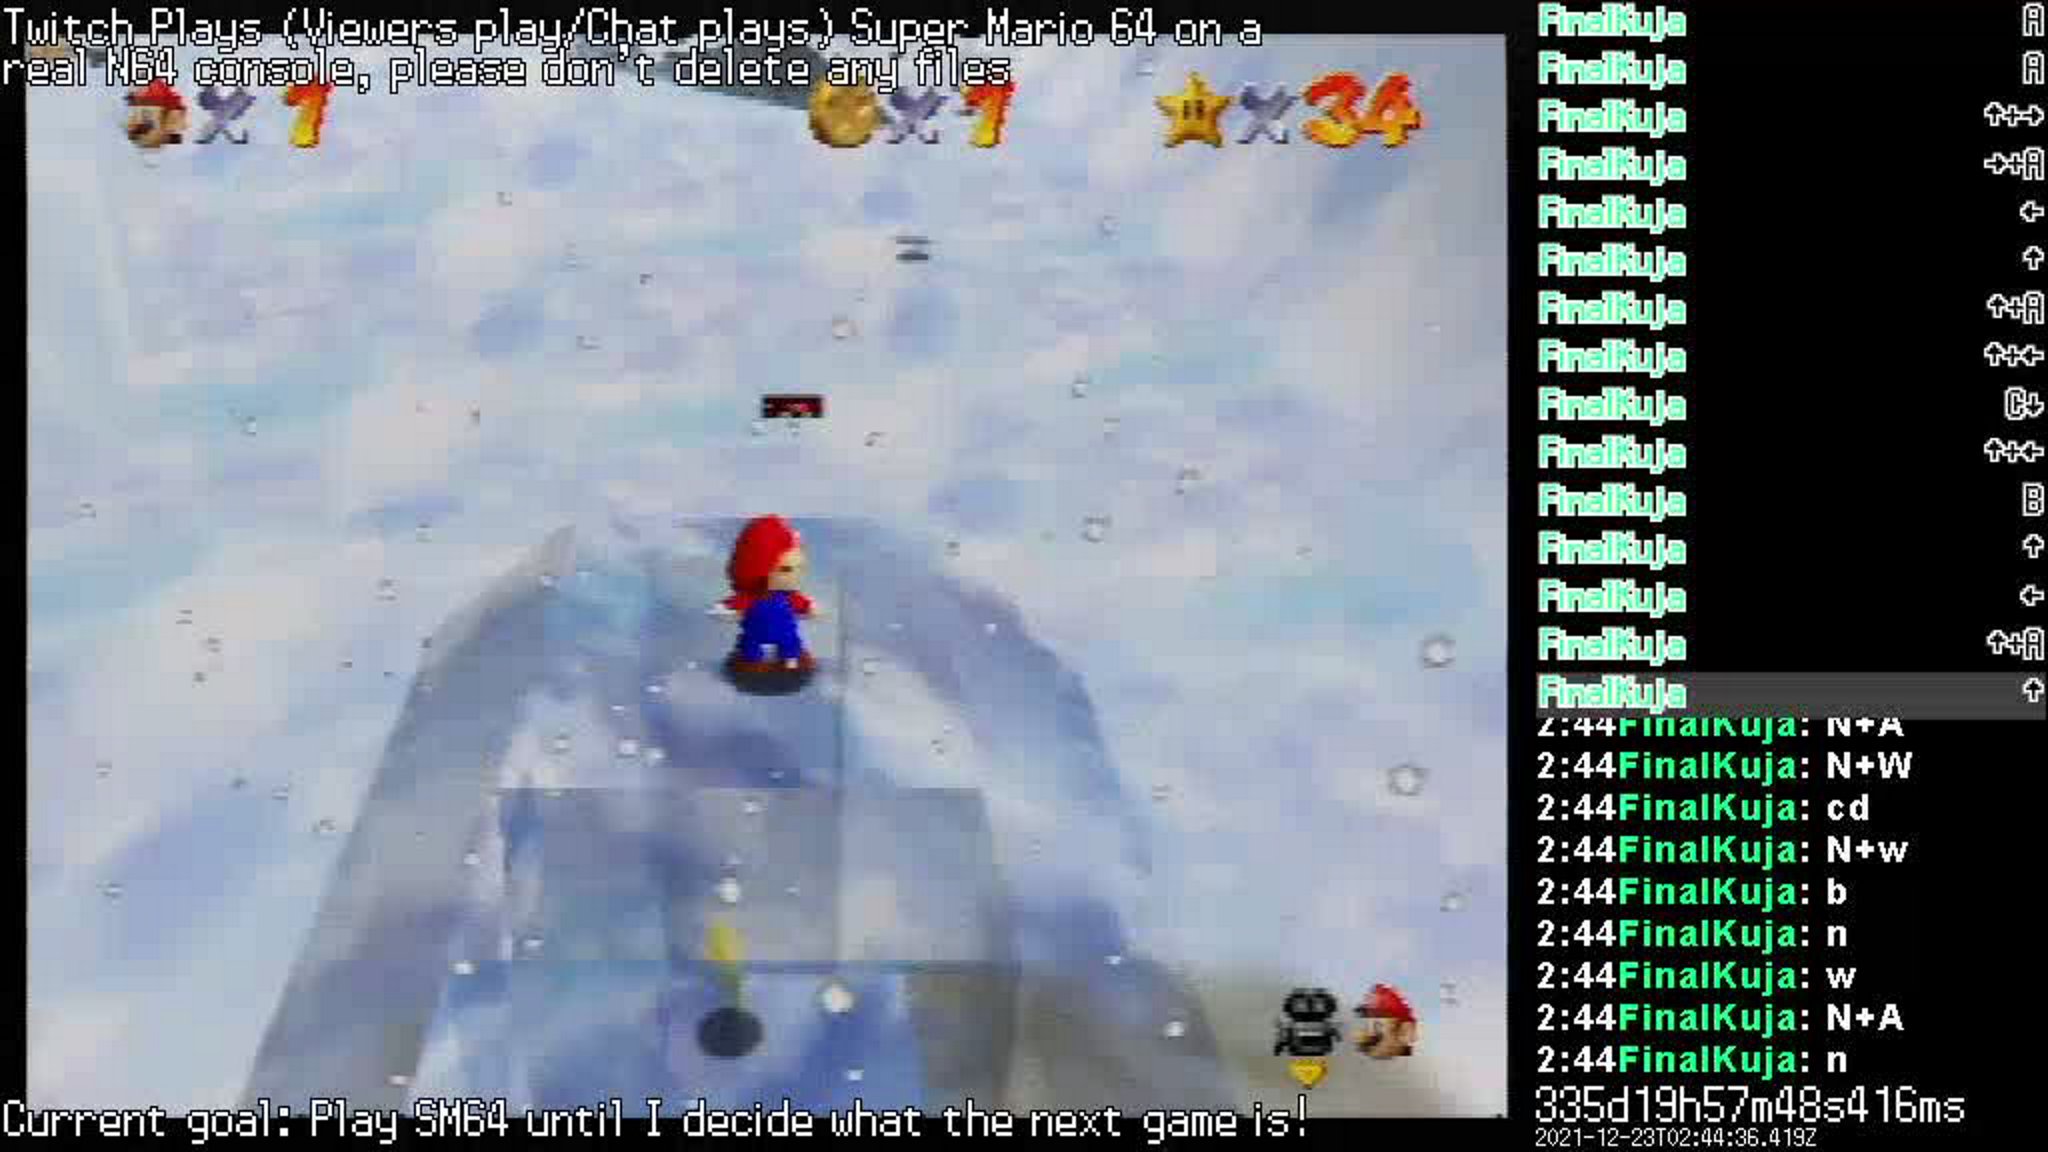 Twitch Plays (Viewers play/Chat plays) Super Mario 64 on a
real N64 console, please don't delete any files
× 1
× 1
× 34
FinalKuja A
FinalKuja A
FinalKuja ↑+→
FinalKuja →+A
FinalKuja ←
FinalKuja ↑
FinalKuja ↑+A
FinalKuja ↑+←
FinalKuja C↓
FinalKuja ↑+←
FinalKuja B
FinalKuja ↑
FinalKuja ←
FinalKuja ↑+A
FinalKuja ↑
2:44FinalKuja: N+A
2:44FinalKuja: N+W
2:44FinalKuja: cd
2:44FinalKuja: N+w
2:44FinalKuja: b
2:44FinalKuja: n
2:44FinalKuja: w
2:44FinalKuja: N+A
2:44FinalKuja: n
335d19h57m48s416ms
2021-12-23T02:44:36.419Z
Current goal: Play SM64 until I decide what the next game is!